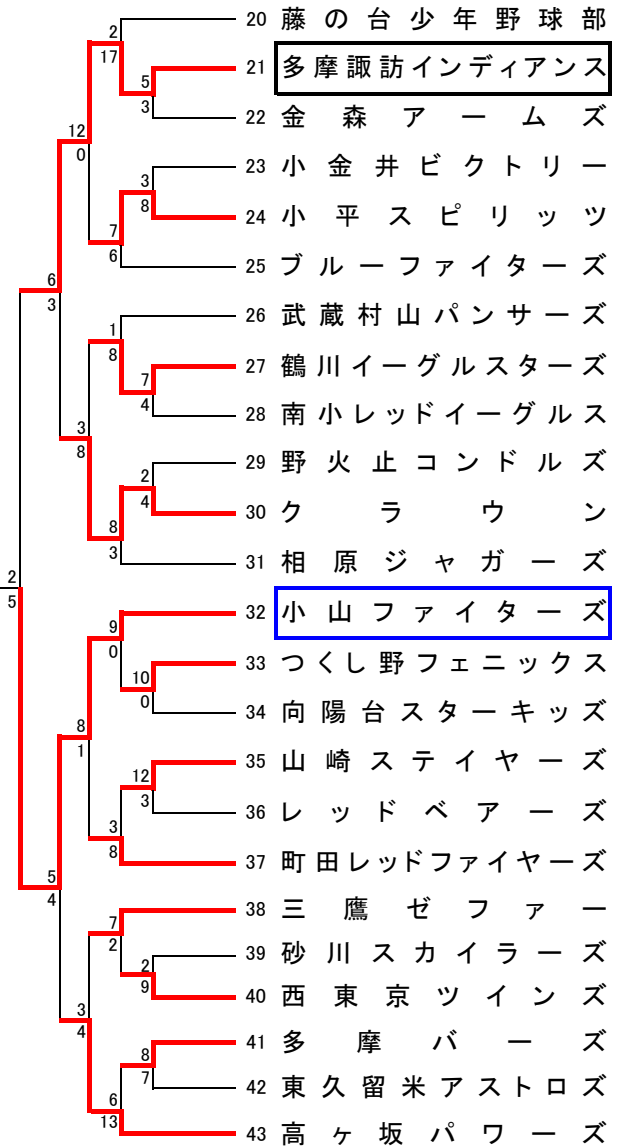 20 藤の台少年野球部
2
17
21 多摩諏訪インディアンス
5
3
22 金森アームズ
12
0
23 小金井ビクトリー
3
8
24 小平スピリッツ
7
6
25 ブルーファイターズ
6
3
26 武蔵村山パンサーズ
1
8
27 鶴川イーグルスターズ
7
4
28 南小レッドイーグルス
3
8
29 野火止コンドルズ
2
4
30 クラウン
8
3
31 相原ジャガーズ
2
5
32 小山ファイターズ
9
0
33 つくし野フェニックス
10
0
34 向陽台スターキッズ
8
1
35 山崎ステイヤーズ
12
3
36 レッドベアーズ
3
8
37 町田レッドファイヤーズ
5
4
38 三鷹ゼファー
7
2
39 砂川スカイラーズ
2
9
40 西東京ツインズ
3
4
41 多摩バーズ
8
7
42 東久留米アストロズ
6
13
43 高ヶ坂パワーズ